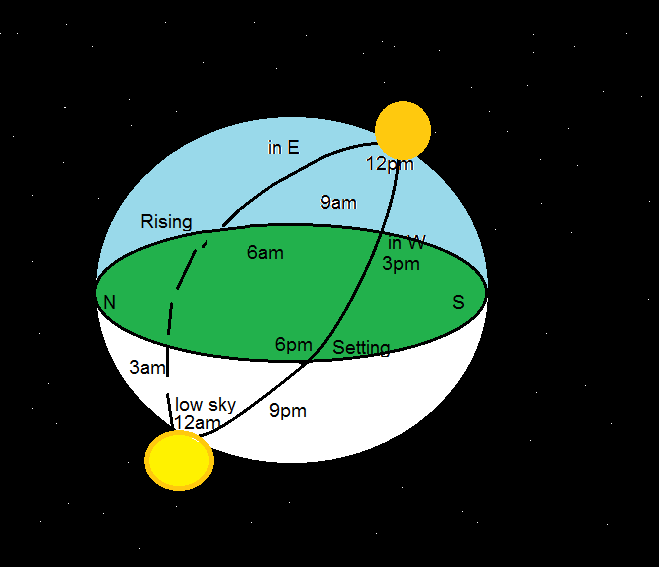 in E
12pm
9am
Rising
in W
6am
3pm
N
S
6pm
Setting
3am
low sky
12am
9pm